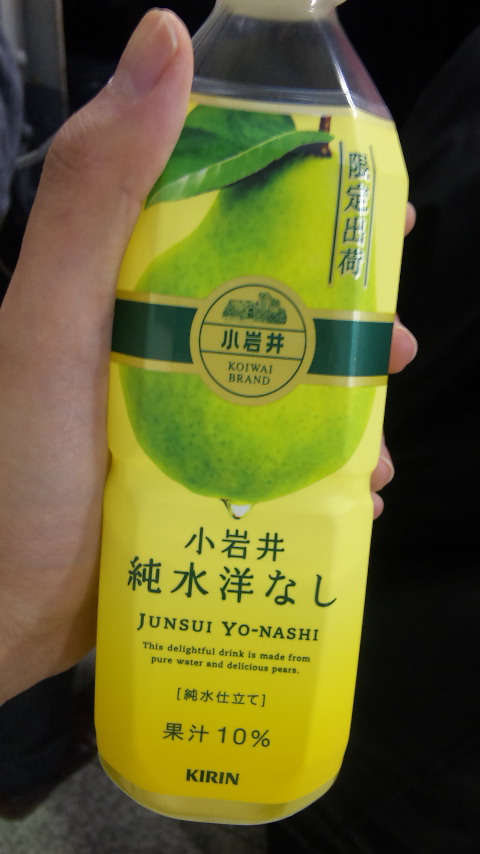 限定出荷
小岩井
KOIWAI
BRAND
小岩井
純水洋なし
JUNSUI YO-NASHI
This delightful drink is made from
pure water and delicious pears.
[純水仕立て]
果汁10%
KIRIN